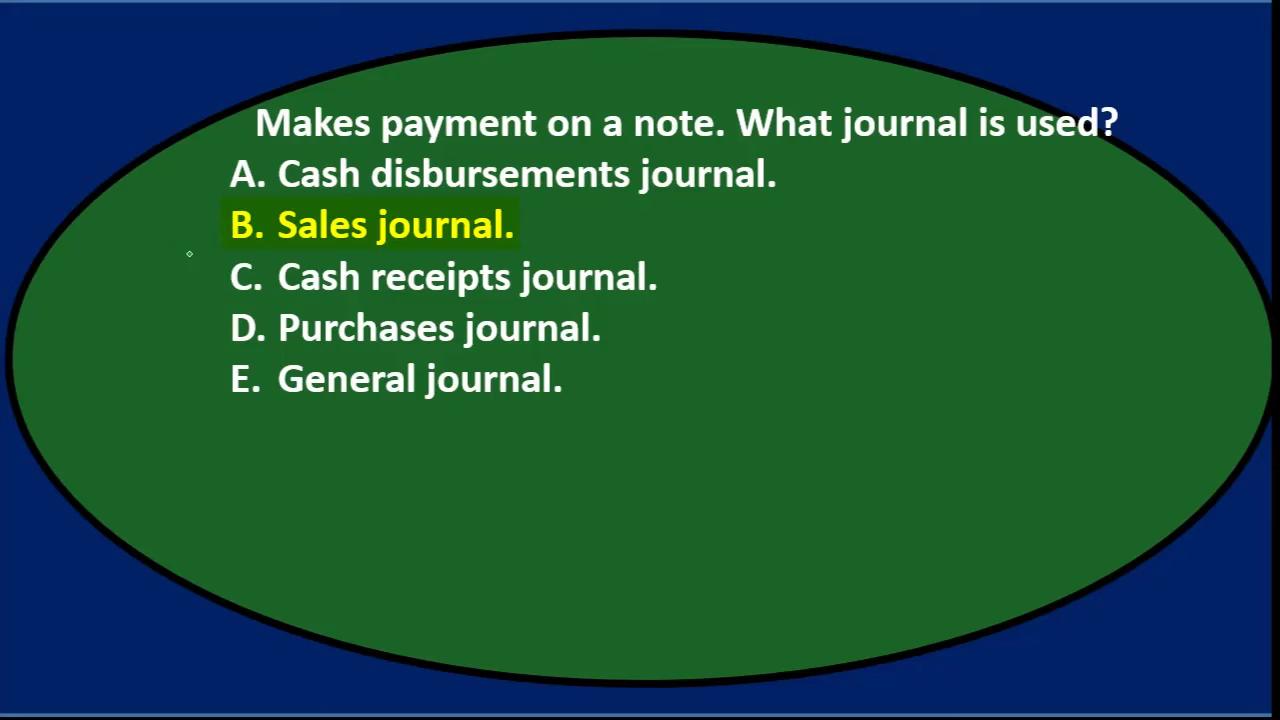 Makes payment on a note. What journal is used?
A. Cash disbursements journal.
B. Sales journal.
C. Cash receipts journal.
D. Purchases journal.
E. General journal.